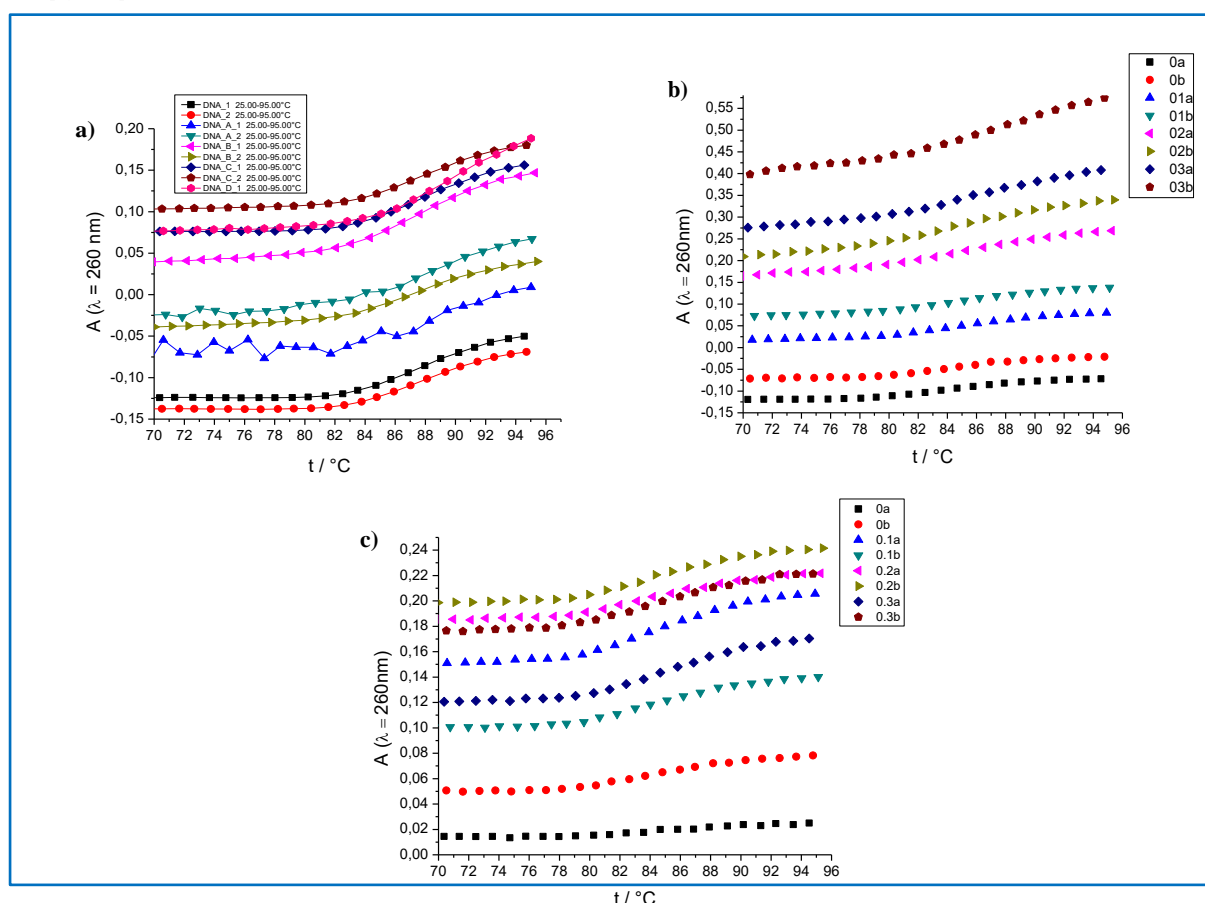 a)
DNA_1 25.00-95.00°C
DNA_2 25.00-95.00°C
DNA_A_1 25.00-95.00°C
DNA_A_2 25.00-95.00°C
DNA_B_1 25.00-95.00°C
DNA_B_2 25.00-95.00°C
DNA_C_1 25.00-95.00°C
DNA_C_2 25.00-95.00°C
DNA_D_1 25.00-95.00°C
0,20
0,15
0,10
0,05
0,00
-0,05
-0,10
-0,15
A (λ = 260 nm)
70 72 74 76 78 80 82 84 86 88 90 92 94 96
t / °C
b)
0a
0b
01a
01b
02a
02b
03a
03b
0,55
0,50
0,45
0,40
0,35
0,30
0,25
0,20
0,15
0,10
0,05
0,00
-0,05
-0,10
-0,15
A (λ = 260nm)
70 72 74 76 78 80 82 84 86 88 90 92 94 96
t / °C
c)
0a
0b
0.1a
0.1b
0.2a
0.2b
0.3a
0.3b
0,24
0,22
0,20
0,18
0,16
0,14
0,12
0,10
0,08
0,06
0,04
0,02
0,00
A (λ = 260nm)
70 72 74 76 78 80 82 84 86 88 90 92 94 96
t / °C